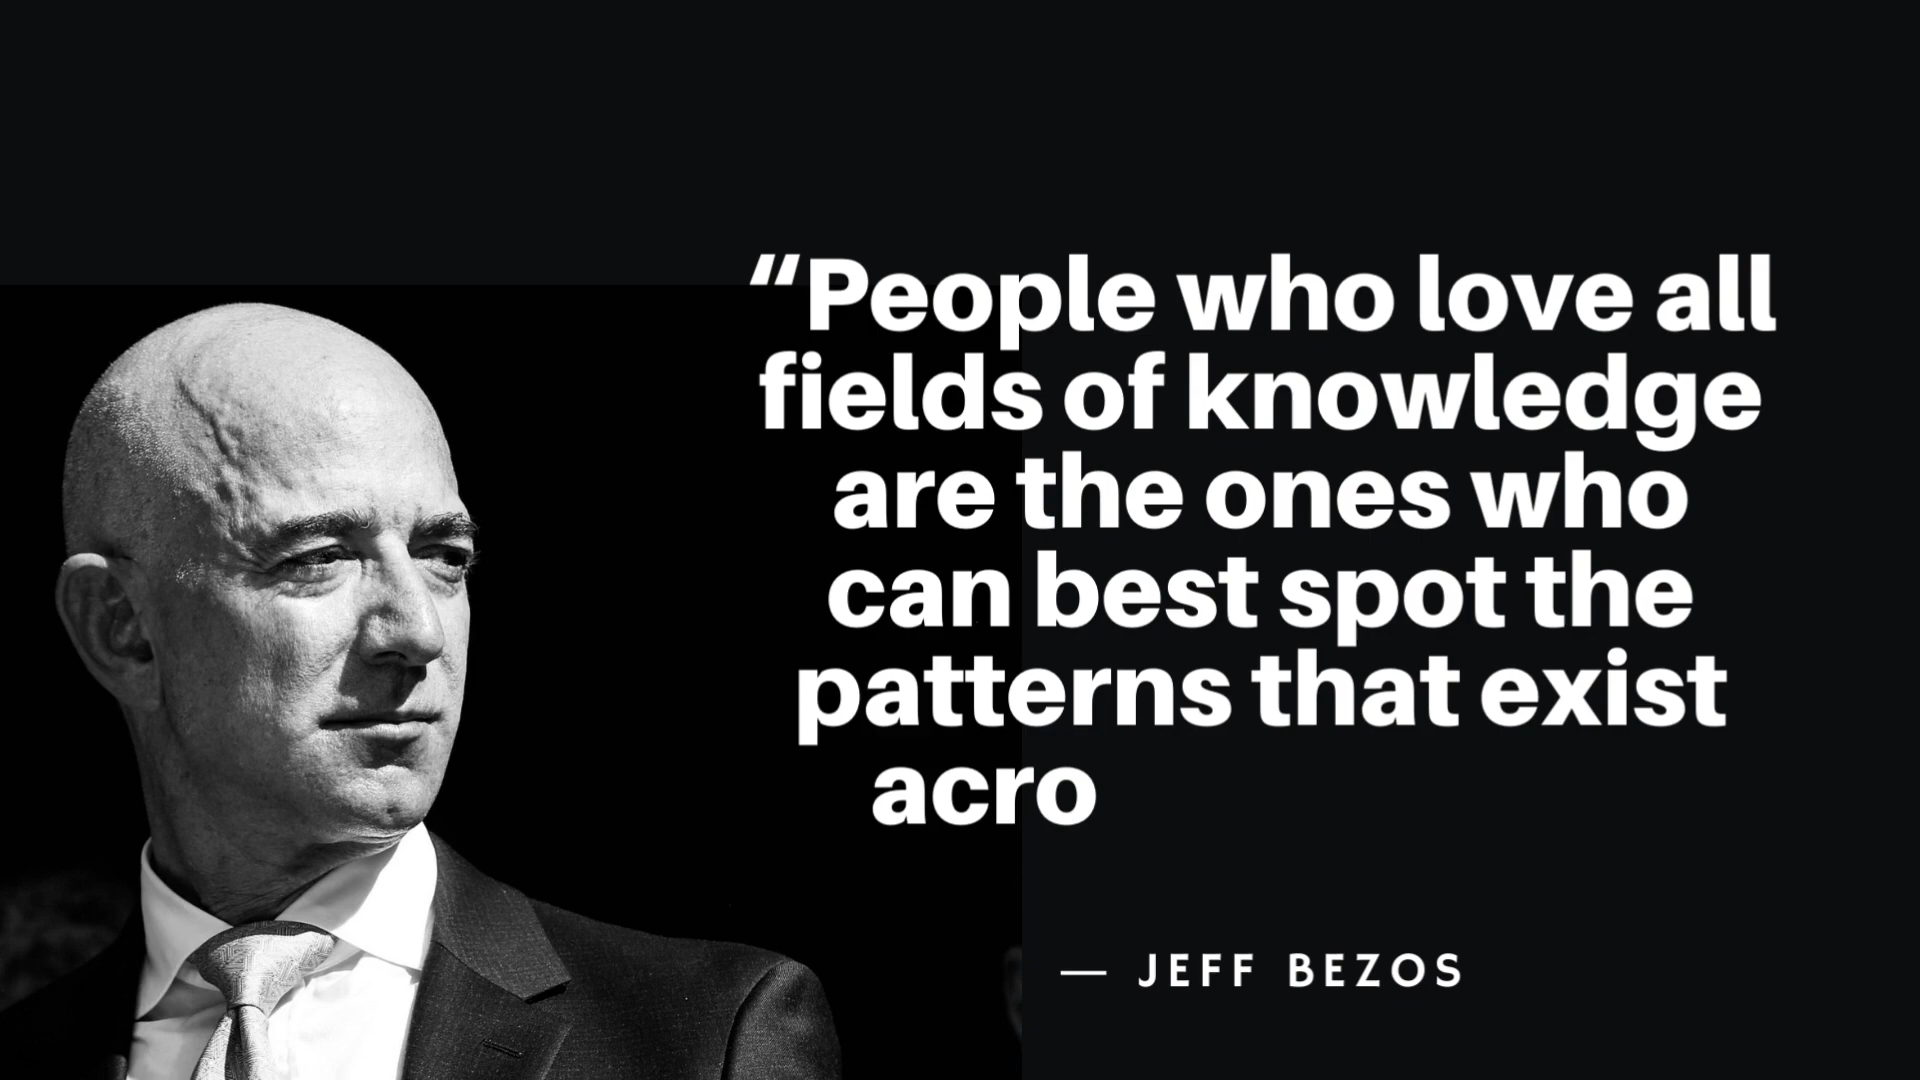 “People who love all
fields of knowledge
are the ones who
can best spot the
patterns that exist
acro
— JEFF BEZOS